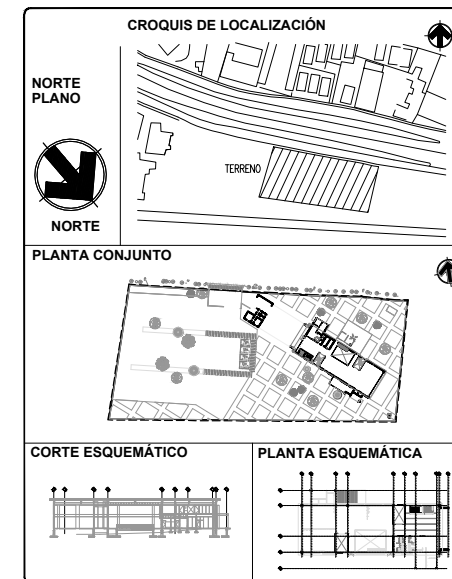 CROQUIS DE LOCALIZACIÓN
NORTE
PLANO
NORTE
TERRENO
PLANTA CONJUNTO
CORTE ESQUEMÁTICO
PLANTA ESQUEMÁTICA